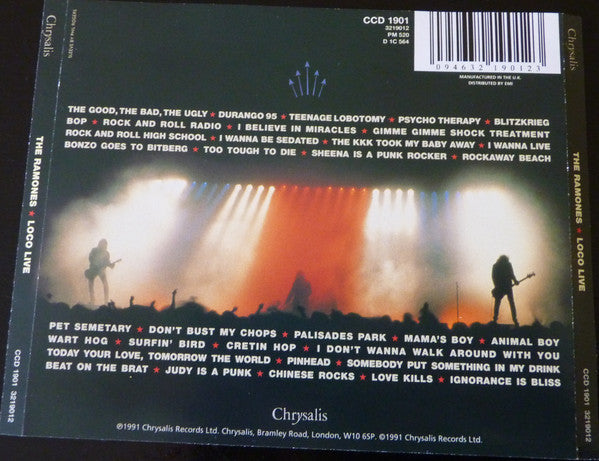 Chrysalis
THE RAMONES ★ LOCO LIVE
CCD 1901 3219012
CCD 1901
3219012
PM 520
D 1C 564
0 094632 190123
MANUFACTURED IN THE U.K.
DISTRIBUTED BY EMI
THE GOOD, THE BAD, THE UGLY ★ DURANGO 95 ★ TEENAGE LOBOTOMY ★ PSYCHO THERAPY ★ BLITZKRIEG
BOP ★ ROCK AND ROLL RADIO ★ I BELIEVE IN MIRACLES ★ GIMME GIMME SHOCK TREATMENT
ROCK AND ROLL HIGH SCHOOL ★ I WANNA BE SEDATED ★ THE KKK TOOK MY BABY AWAY ★ I WANNA LIVE
BONZO GOES TO BITBERG ★ TOO TOUGH TO DIE ★ SHEENA IS A PUNK ROCKER ★ ROCKAWAY BEACH
PET SEMETARY ★ DON'T BUST MY CHOPS ★ PALISADES PARK ★ MAMA'S BOY ★ ANIMAL BOY
WART HOG ★ SURFIN' BIRD ★ CRETIN HOP ★ I DON'T WANNA WALK AROUND WITH YOU
TODAY YOUR LOVE, TOMORROW THE WORLD ★ PINHEAD ★ SOMEBODY PUT SOMETHING IN MY DRINK
BEAT ON THE BRAT ★ JUDY IS A PUNK ★ CHINESE ROCKS ★ LOVE KILLS ★ IGNORANCE IS BLISS
Chrysalis
℗1991 Chrysalis Records Ltd. Chrysalis, Bramley Road, London, W10 6SP. ©1991 Chrysalis Records Ltd.
Chrysalis
THE RAMONES ★ LOCO LIVE
CCD 1901 3219012